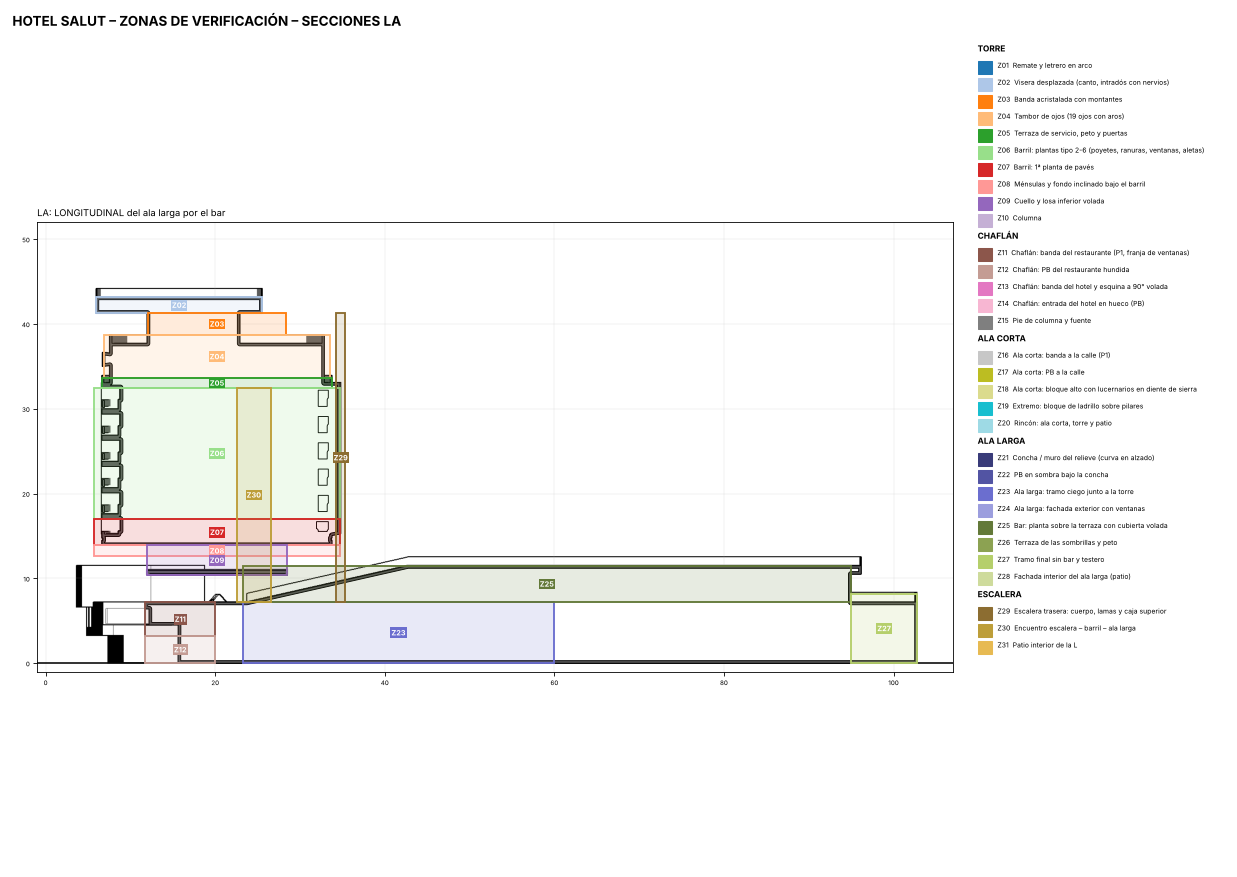 HOTEL SALUT – ZONAS DE VERIFICACIÓN – SECCIONES LA
TORRE
Z01 Remate y letrero en arco
Z02 Visera desplazada (canto, intradós con nervios)
Z03 Banda acristalada con montantes
Z04 Tambor de ojos (19 ojos con aros)
Z05 Terraza de servicio, peto y puertas
Z06 Barril: plantas tipo 2-6 (poyetes, ranuras, ventanas, aletas)
Z07 Barril: 1ª planta de pavés
Z08 Ménsulas y fondo inclinado bajo el barril
Z09 Cuello y losa inferior volada
Z10 Columna
CHAFLÁN
Z11 Chaflán: banda del restaurante (P1, franja de ventanas)
Z12 Chaflán: PB del restaurante hundida
Z13 Chaflán: banda del hotel y esquina a 90° volada
Z14 Chaflán: entrada del hotel en hueco (PB)
Z15 Pie de columna y fuente
ALA CORTA
Z16 Ala corta: banda a la calle (P1)
Z17 Ala corta: PB a la calle
Z18 Ala corta: bloque alto con lucernarios en diente de sierra
Z19 Extremo: bloque de ladrillo sobre pilares
Z20 Rincón: ala corta, torre y patio
ALA LARGA
Z21 Concha / muro del relieve (curva en alzado)
Z22 PB en sombra bajo la concha
Z23 Ala larga: tramo ciego junto a la torre
Z24 Ala larga: fachada exterior con ventanas
Z25 Bar: planta sobre la terraza con cubierta volada
Z26 Terraza de las sombrillas y peto
Z27 Tramo final sin bar y testero
Z28 Fachada interior del ala larga (patio)
ESCALERA
Z29 Escalera trasera: cuerpo, lamas y caja superior
Z30 Encuentro escalera – barril – ala larga
Z31 Patio interior de la L
LA: LONGITUDINAL del ala larga por el bar
50
40
30
20
10
0
0 20 40 60 80 100
Z02
Z03
Z04
Z05
Z06
Z29
Z30
Z07
Z08
Z09
Z25
Z11
Z23
Z27
Z12